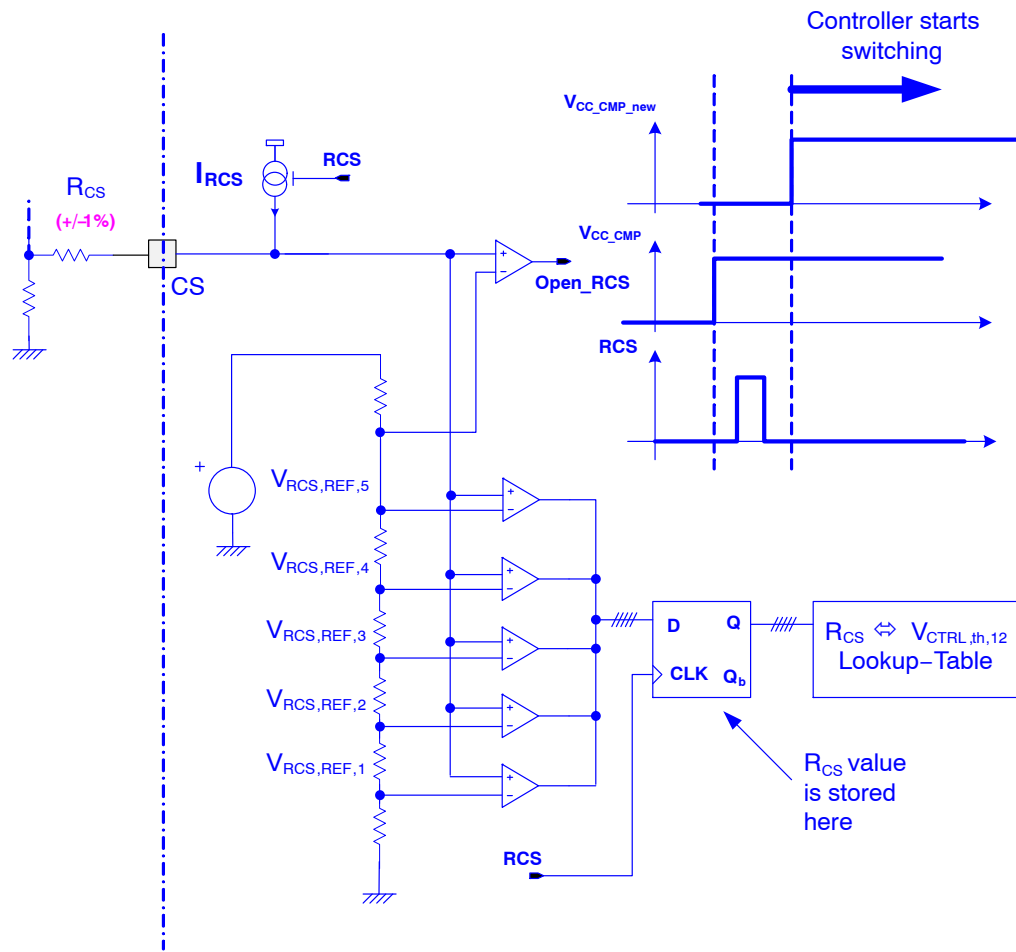 Controller starts
switching
VCC_CMP_new
RCS
IRCS
RCS
(+/−1%)
VCC_CMP
+
−
CS
Open_RCS
RCS
+
VRCS,REF,5
+
−
VRCS,REF,4
+
−
VRCS,REF,3
+
−
D
Q
RCS ⇔ VCTRL,th,12
Lookup−Table
CLK
Qb
VRCS,REF,2
+
−
VRCS,REF,1
+
−
RCS value
is stored
here
RCS